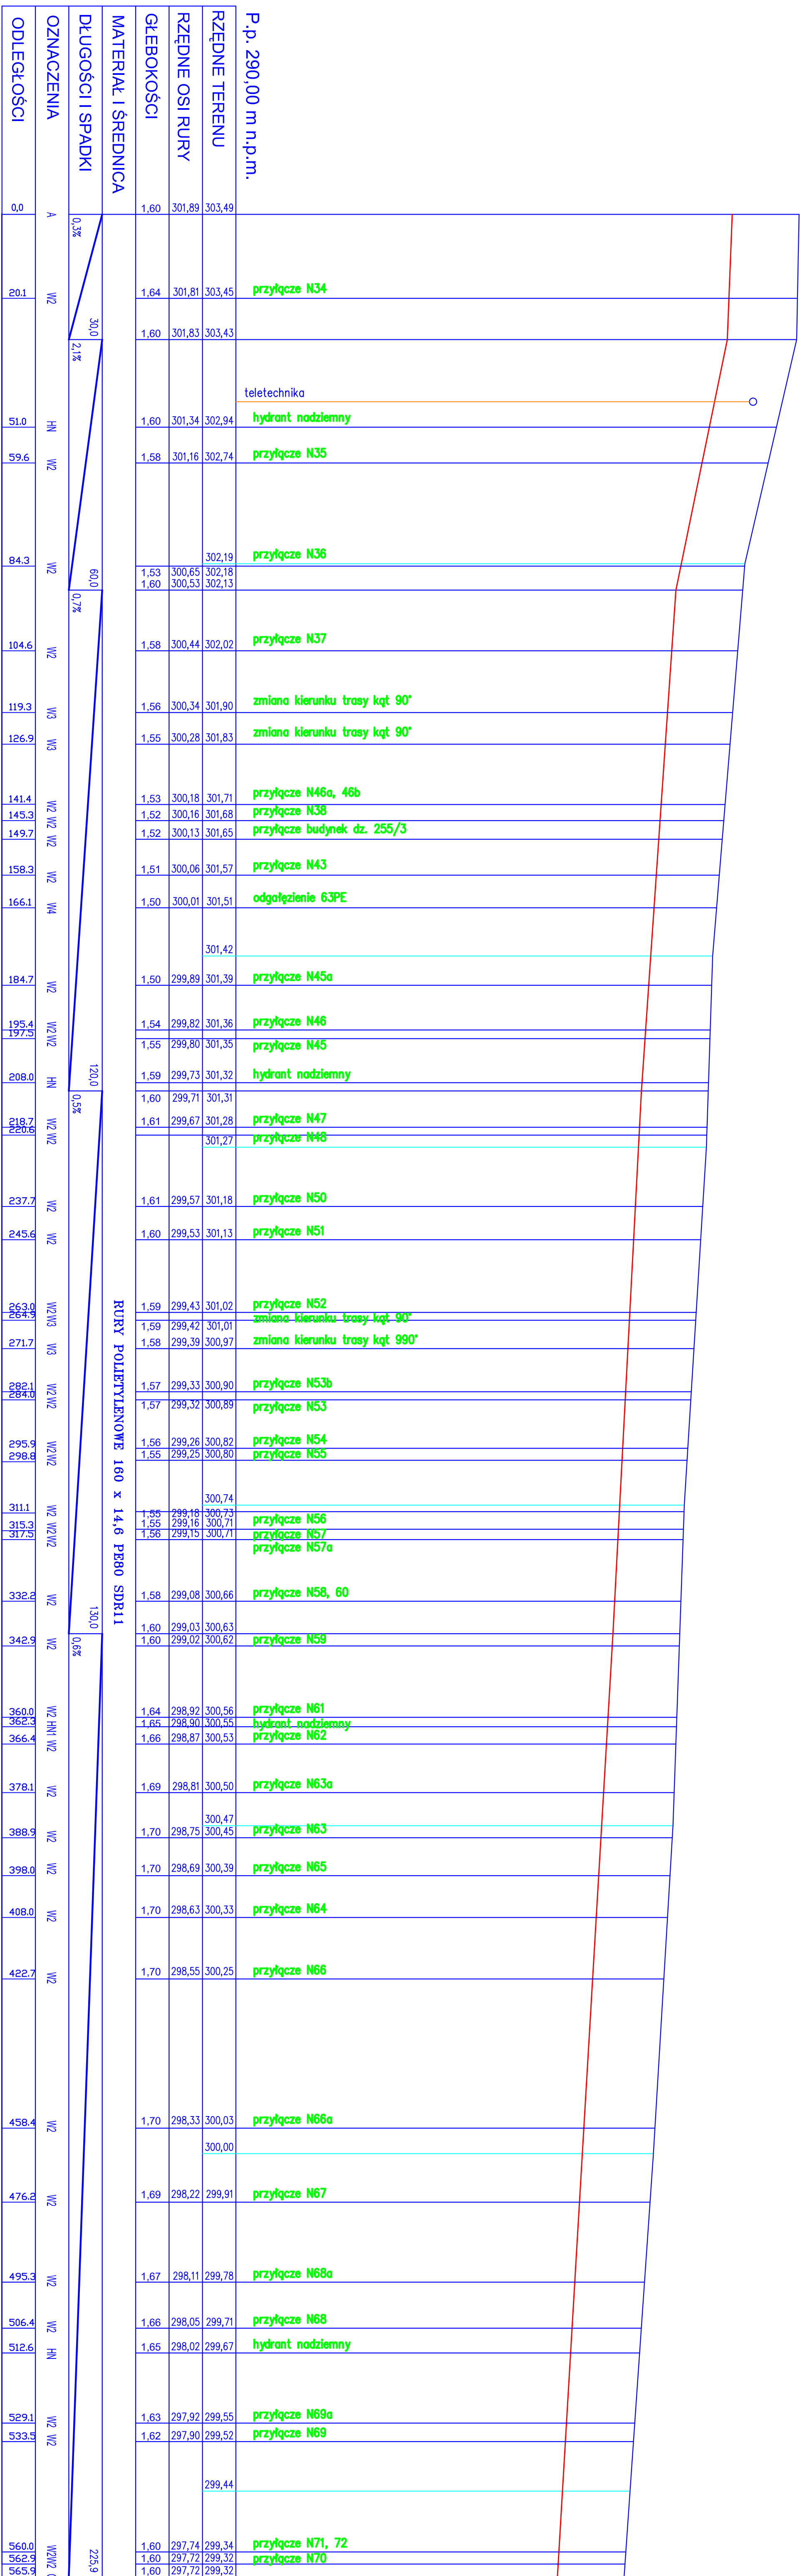 P.p. 290,00 m n.p.m.
RZĘDNE TERENU
RZĘDNE OSI RURY
GŁEBOKOŚCI
MATERIAŁ I ŚREDNICA
DŁUGOŚCI I SPADKI
OZNACZENIA
ODLEGŁOŚCI
0,0 A 1,60 301,89 303,49
0,3%
20.1 W2 1,64 301,81 303,45 przyłącze N34
30,0 1,60 301,83 303,43
2,1%
teletechnika
51.0 HN 1,60 301,34 302,94 hydrant nadziemny
59.6 W2 1,58 301,16 302,74 przyłącze N35
302,19
84.3 W2 1,53 300,65 302,18 przyłącze N36
60,0 1,60 300,53 302,13
0,7%
104.6 W2 1,58 300,44 302,02 przyłącze N37
119.3 W3 1,56 300,34 301,90 zmiana kierunku trasy kąt 90°
126.9 W3 1,55 300,28 301,83 zmiana kierunku trasy kąt 90°
141.4 W2 1,53 300,18 301,71 przyłącze N46a, 46b
145.3 W2 1,52 300,16 301,68 przyłącze N38
149.7 W2 1,52 300,13 301,65 przyłącze budynek dz. 255/3
158.3 W2 1,51 300,06 301,57 przyłącze N43
166.1 W4 1,50 300,01 301,51 odgałęzienie 63PE
301,42
184.7 W2 1,50 299,89 301,39 przyłącze N45a
195.4 W2 1,54 299,82 301,36 przyłącze N46
197.5 W2 1,55 299,80 301,35 przyłącze N45
208.0 HN 1,59 299,73 301,32 hydrant nadziemny
120,0 1,60 299,71 301,31
0,5%
218.7 W2 1,61 299,67 301,28 przyłącze N47
220.6 W2 przyłącze N48
301,27
237.7 W2 1,61 299,57 301,18 przyłącze N50
245.6 W2 1,60 299,53 301,13 przyłącze N51
263.0 W2 1,59 299,43 301,02 przyłącze N52
264.9 W3 1,59 299,42 301,01 zmiana kierunku trasy kąt 90°
271.7 W3 1,58 299,39 300,97 zmiana kierunku trasy kąt 990°
RURY POLIETYLENOWE 160 x 14,6 PE80 SDR11
282.1 W2 1,57 299,33 300,90 przyłącze N53b
284.0 W2 1,57 299,32 300,89 przyłącze N53
295.9 W2 1,56 299,26 300,82 przyłącze N54
298.8 W2 1,55 299,25 300,80 przyłącze N55
300,74
311.1 W2 1,55 299,18 300,73 przyłącze N56
315.3 W2 1,55 299,16 300,71 przyłącze N57
317.5 W2 1,56 299,15 300,71 przyłącze N57a
332.2 W2 1,58 299,08 300,66 przyłącze N58, 60
130,0 1,60 299,03 300,63
0,6%
342.9 W2 1,60 299,02 300,62 przyłącze N59
360.0 W2 1,64 298,92 300,56 przyłącze N61
362.3 HN1 1,65 298,90 300,55 hydrant nadziemny
366.4 W2 1,66 298,87 300,53 przyłącze N62
378.1 W2 1,69 298,81 300,50 przyłącze N63a
300,47
388.9 W2 1,70 298,75 300,45 przyłącze N63
398.0 W2 1,70 298,69 300,39 przyłącze N65
408.0 W2 1,70 298,63 300,33 przyłącze N64
422.7 W2 1,70 298,55 300,25 przyłącze N66
458.4 W2 1,70 298,33 300,03 przyłącze N66a
300,00
476.2 W2 1,69 298,22 299,91 przyłącze N67
495.3 W2 1,67 298,11 299,78 przyłącze N68a
506.4 W2 1,66 298,05 299,71 przyłącze N68
512.6 HN 1,65 298,02 299,67 hydrant nadziemny
529.1 W2 1,63 297,92 299,55 przyłącze N69a
533.5 W2 1,62 297,90 299,52 przyłącze N69
299,44
560.0 W2 1,60 297,74 299,34 przyłącze N71, 72
562.9 W2 1,60 297,72 299,32 przyłącze N70
565.9 225,9 1,60 297,72 299,32